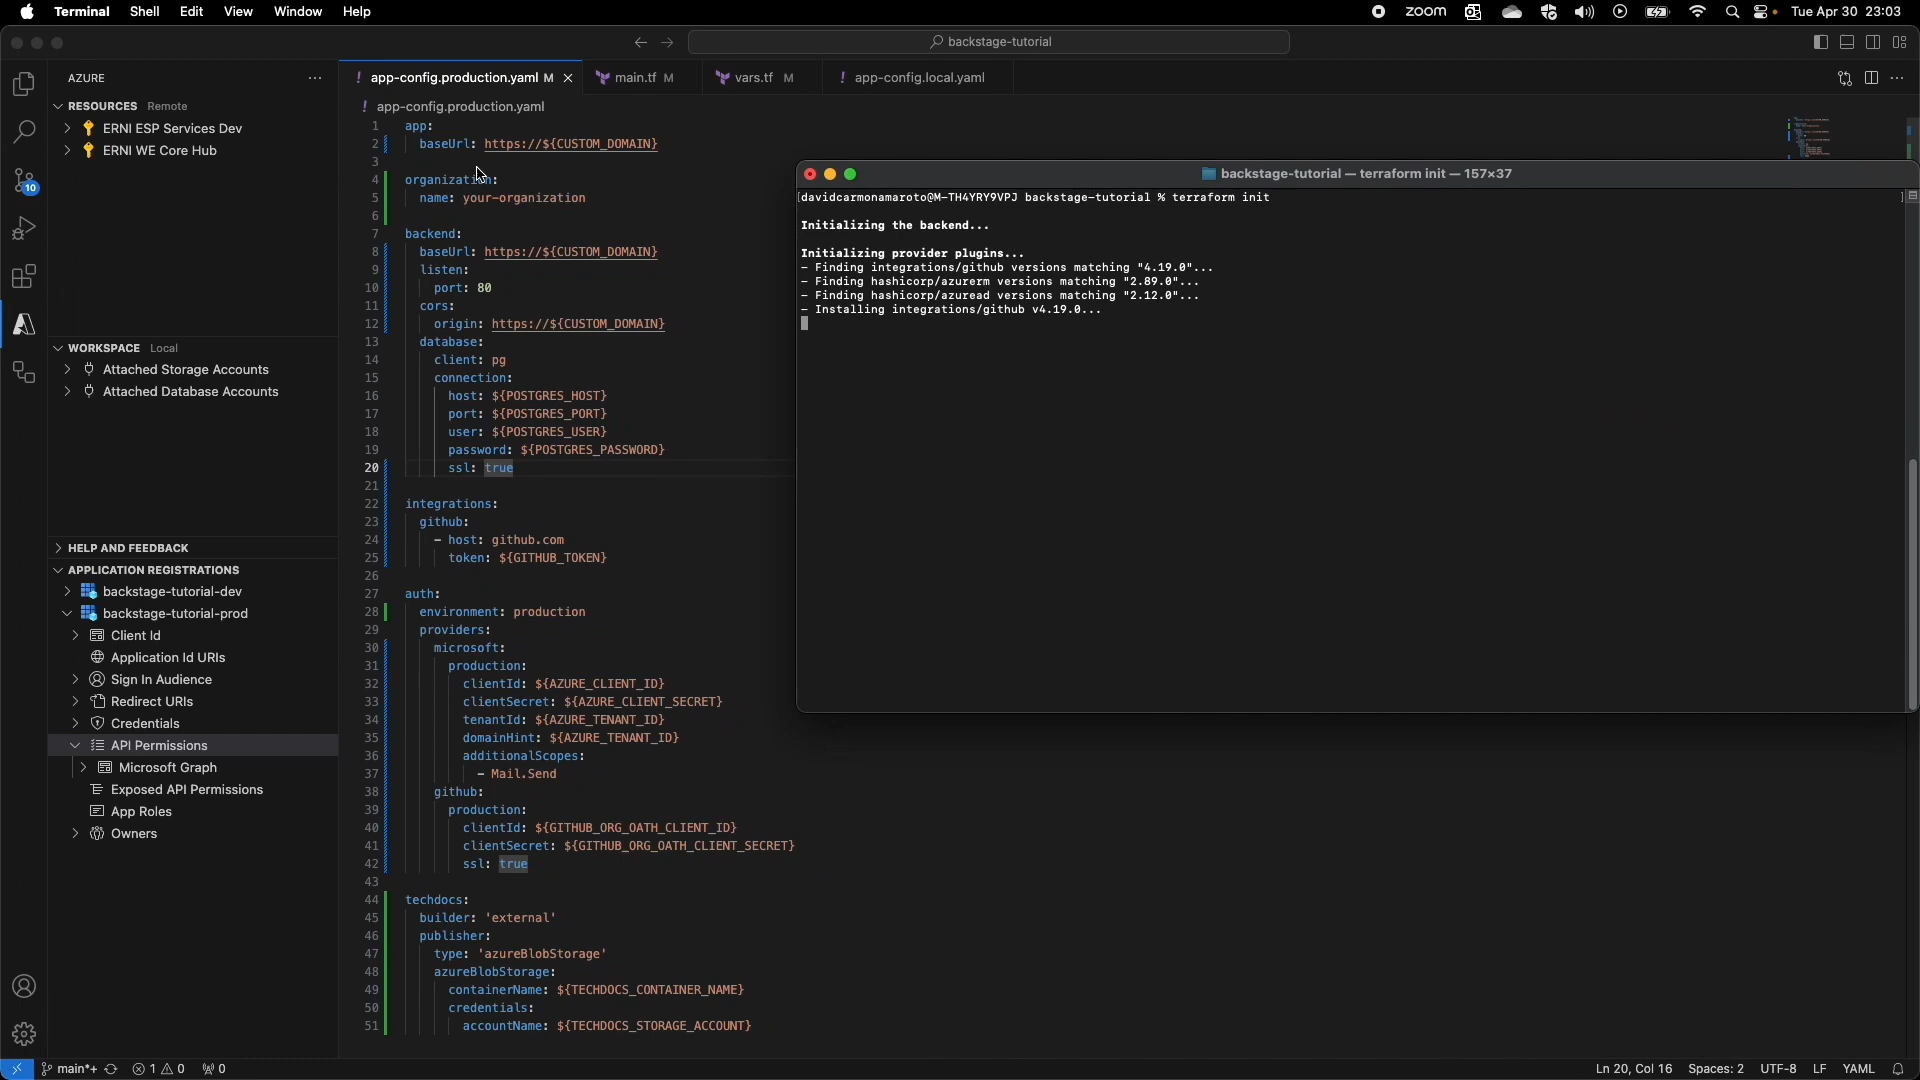 Terminal Shell Edit View Window Help
zoom Tue Apr 30 23:03
backstage-tutorial
AZURE
RESOURCES Remote
ERNI ESP Services Dev
ERNI WE Core Hub
10
WORKSPACE Local
Attached Storage Accounts
Attached Database Accounts
HELP AND FEEDBACK
APPLICATION REGISTRATIONS
backstage-tutorial-dev
backstage-tutorial-prod
Client Id
Application Id URIs
Sign In Audience
Redirect URIs
Credentials
API Permissions
Microsoft Graph
Exposed API Permissions
App Roles
Owners
! app-config.production.yaml M main.tf M vars.tf M ! app-config.local.yaml
! app-config.production.yaml
1 app:
2 baseUrl: https://${CUSTOM_DOMAIN}
3
4 organization:
5 name: your-organization
6
7 backend:
8 baseUrl: https://${CUSTOM_DOMAIN}
9 listen:
10 port: 80
11 cors:
12 origin: https://${CUSTOM_DOMAIN}
13 database:
14 client: pg
15 connection:
16 host: ${POSTGRES_HOST}
17 port: ${POSTGRES_PORT}
18 user: ${POSTGRES_USER}
19 password: ${POSTGRES_PASSWORD}
20 ssl: true
21
22 integrations:
23 github:
24 - host: github.com
25 token: ${GITHUB_TOKEN}
26
27 auth:
28 environment: production
29 providers:
30 microsoft:
31 production:
32 clientId: ${AZURE_CLIENT_ID}
33 clientSecret: ${AZURE_CLIENT_SECRET}
34 tenantId: ${AZURE_TENANT_ID}
35 domainHint: ${AZURE_TENANT_ID}
36 additionalScopes:
37 - Mail.Send
38 github:
39 production:
40 clientId: ${GITHUB_ORG_OATH_CLIENT_ID}
41 clientSecret: ${GITHUB_ORG_OATH_CLIENT_SECRET}
42 ssl: true
43
44 techdocs:
45 builder: 'external'
46 publisher:
47 type: 'azureBlobStorage'
48 azureBlobStorage:
49 containerName: ${TECHDOCS_CONTAINER_NAME}
50 credentials:
51 accountName: ${TECHDOCS_STORAGE_ACCOUNT}
backstage-tutorial — terraform init — 157×37
[davidcarmonamaroto@M-TH4YRY9VPJ backstage-tutorial % terraform init ]
Initializing the backend...
Initializing provider plugins...
- Finding integrations/github versions matching "4.19.0"...
- Finding hashicorp/azurerm versions matching "2.89.0"...
- Finding hashicorp/azuread versions matching "2.12.0"...
- Installing integrations/github v4.19.0...
main*+ 1 0 0
Ln 20, Col 16 Spaces: 2 UTF-8 LF YAML